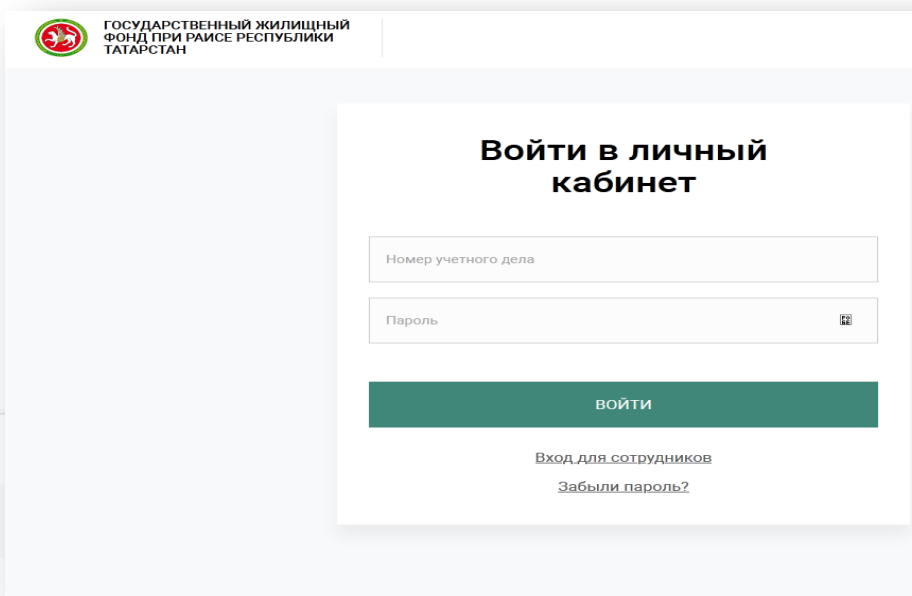 ГОСУДАРСТВЕННЫЙ ЖИЛИЩНЫЙ
ФОНД ПРИ РАИСЕ РЕСПУБЛИКИ
ТАТАРСТАН
Войти в личный
кабинет
Номер учетного дела
Пароль
ВОЙТИ
Вход для сотрудников
Забыли пароль?